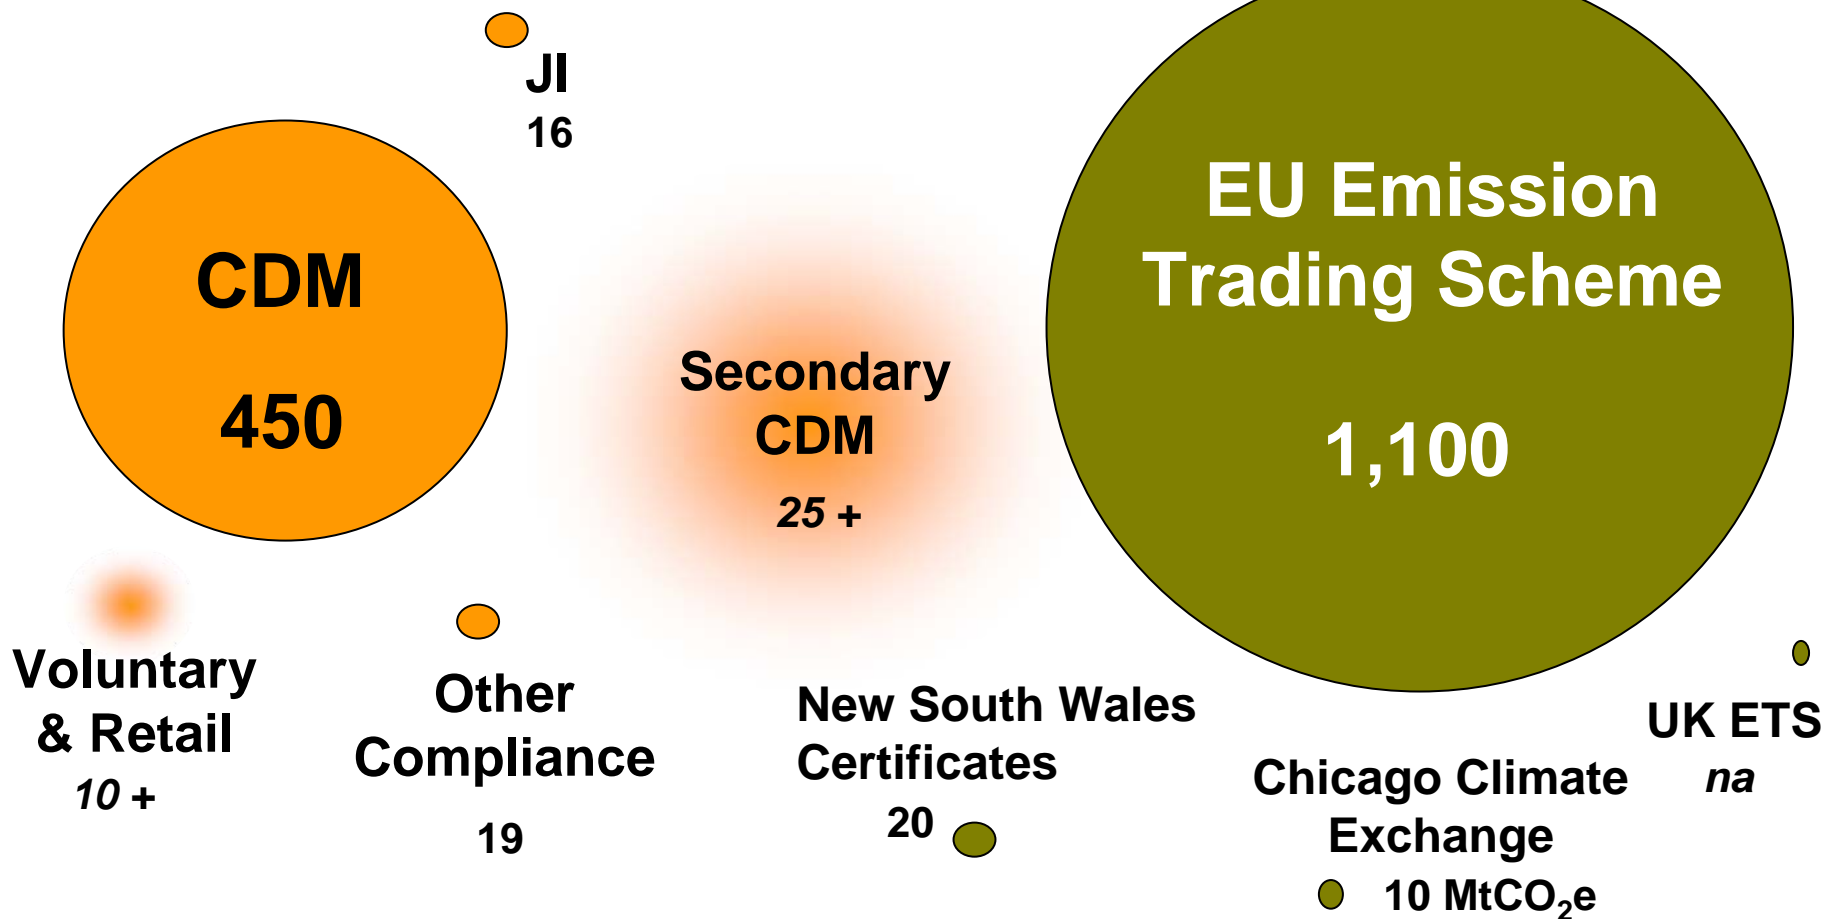 JI
16
CDM
450
EU Emission
Trading Scheme
1,100
Secondary
CDM
25 +
Voluntary
& Retail
10 +
Other
Compliance
19
New South Wales
Certificates
20
Chicago Climate
Exchange
10 MtCO₂e
UK ETS
na